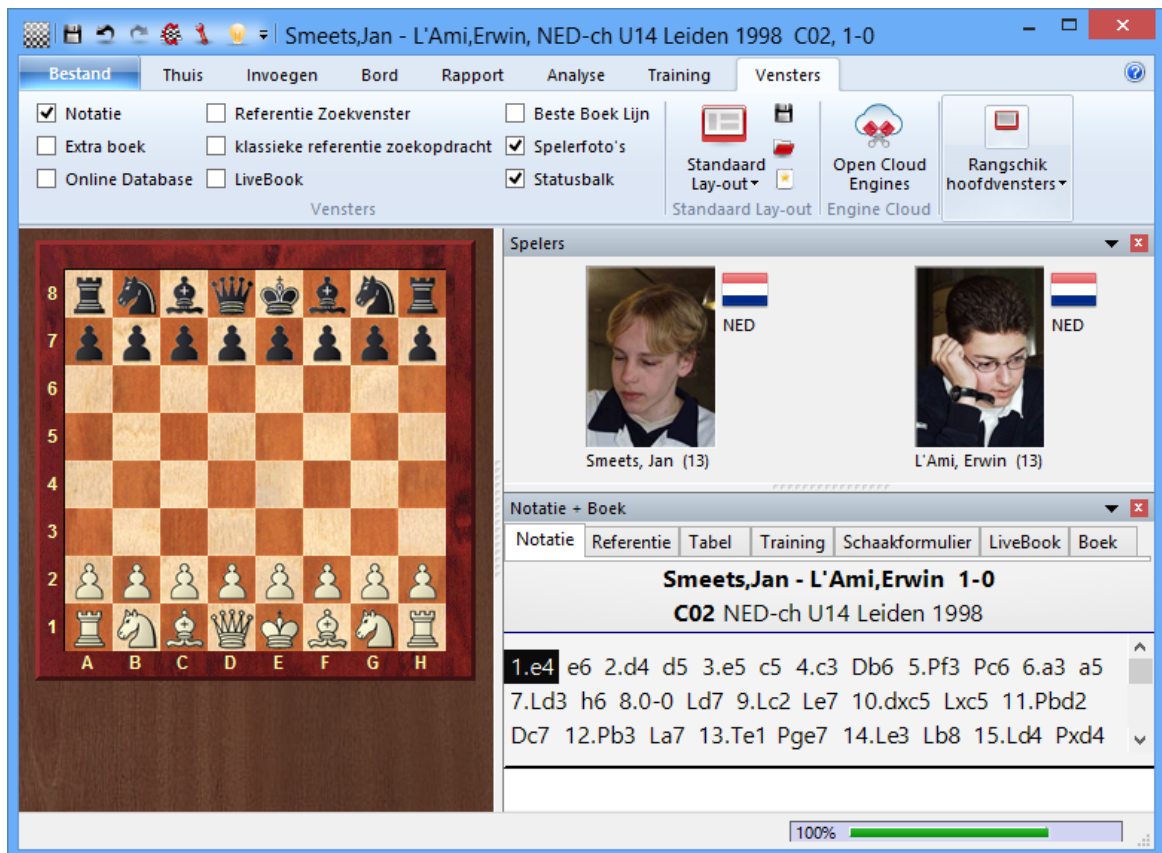 Smeets,Jan - L'Ami,Erwin, NED-ch U14 Leiden 1998  C02, 1-0
Bestand Thuis Invoegen Bord Rapport Analyse Training Vensters
Notatie Referentie Zoekvenster Beste Boek Lijn
Extra boek klassieke referentie zoekopdracht Spelerfoto's
Online Database LiveBook Statusbalk
Vensters
Standaard Lay-out
Standaard Lay-out
Open Cloud Engines
Engine Cloud
Rangschik hoofdvensters
8
7
6
5
4
3
2
1
A B C D E F G H
Spelers
NED
NED
Smeets, Jan (13)
L'Ami, Erwin (13)
Notatie + Boek
Notatie Referentie Tabel Training Schaakformulier LiveBook Boek
Smeets,Jan - L'Ami,Erwin 1-0
C02 NED-ch U14 Leiden 1998
1.e4 e6 2.d4 d5 3.e5 c5 4.c3 Db6 5.Pf3 Pc6 6.a3 a5
7.Ld3 h6 8.0-0 Ld7 9.Lc2 Le7 10.dxc5 Lxc5 11.Pbd2
Dc7 12.Pb3 La7 13.Te1 Pge7 14.Le3 Lb8 15.Ld4 Pxd4
100%